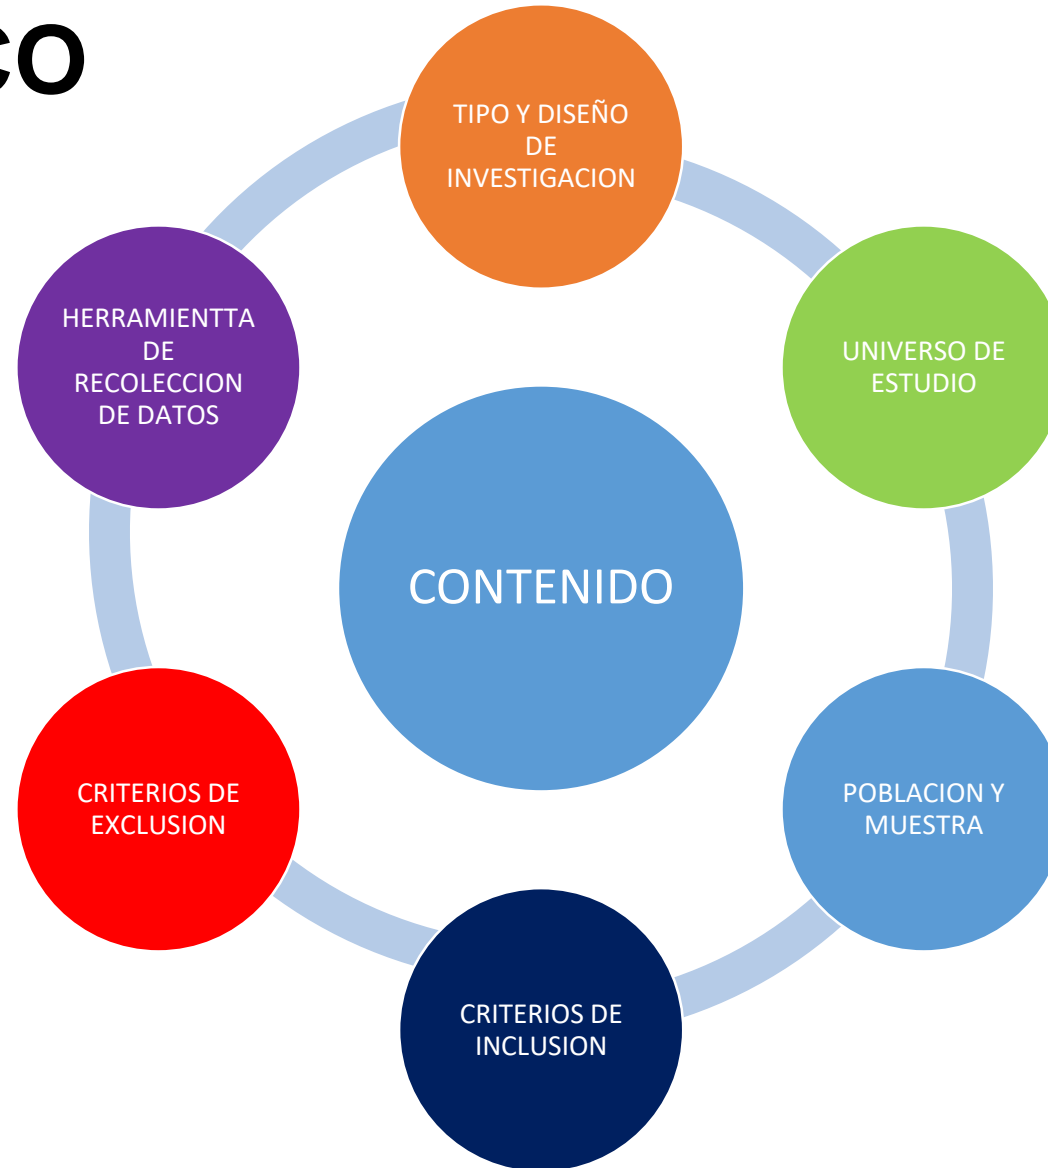 CO
TIPO Y DISEÑO
DE
INVESTIGACION
UNIVERSO DE
ESTUDIO
POBLACION Y
MUESTRA
CRITERIOS DE
INCLUSION
CRITERIOS DE
EXCLUSION
HERRAMIENTTA
DE
RECOLECCION
DE DATOS
CONTENIDO